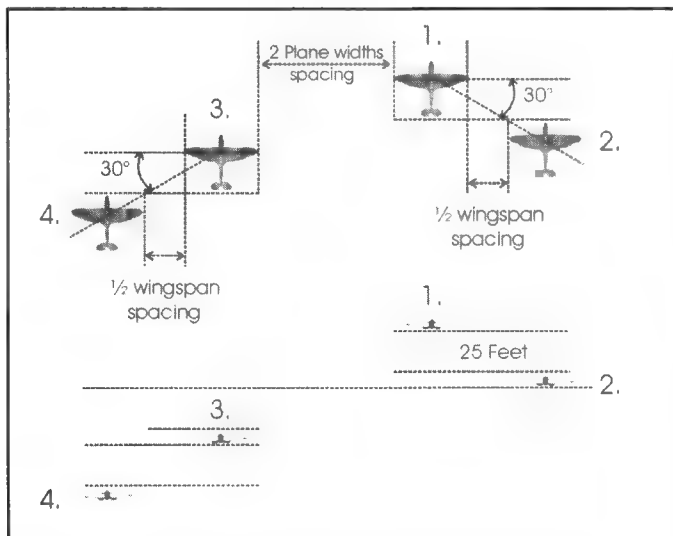 1.
2 Plane widths
spacing
30°
3.
2.
30°
4.
½ wingspan
spacing
½ wingspan
spacing
1.
25 Feet
2.
3.
4.